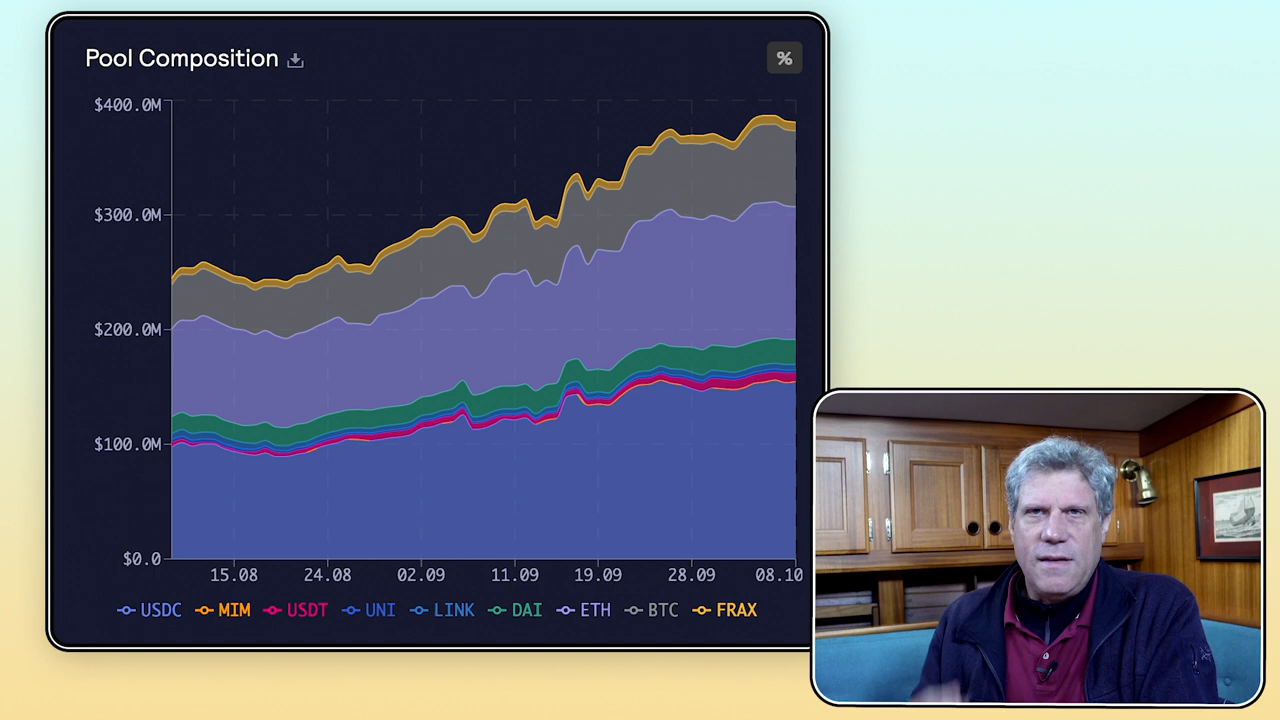 Pool Composition
%
$400.0M
$300.0M
$200.0M
$100.0M
$0.0
15.08 24.08 02.09 11.09 19.09 28.09 08.10
USDC MIM USDT UNI LINK DAI ETH BTC FRAX